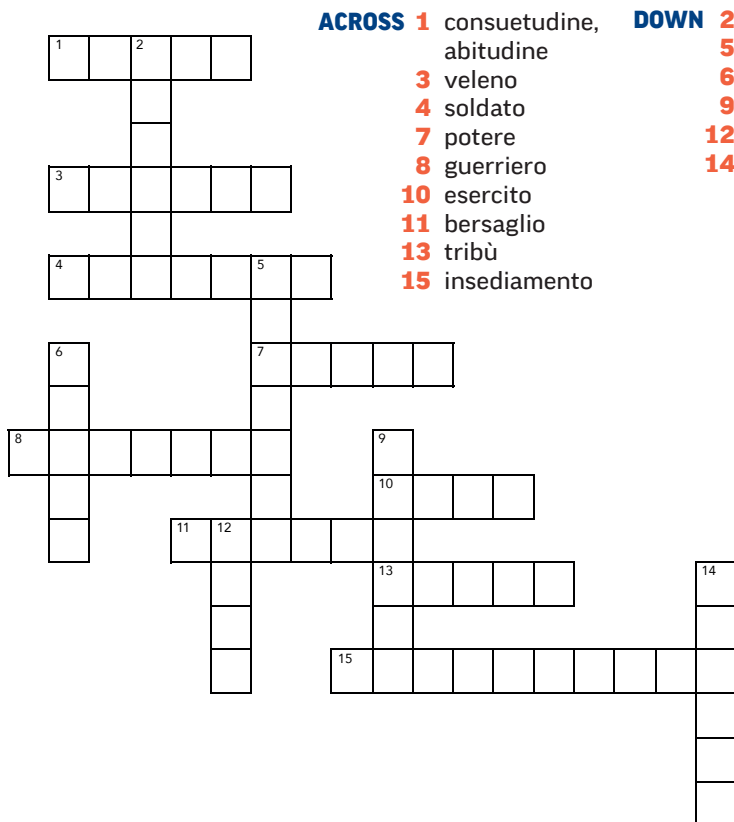 ACROSS 1 consuetudine,
abitudine
3 veleno
4 soldato
7 potere
8 guerriero
10 esercito
11 bersaglio
13 tribù
15 insediamento
DOWN 2
5
6
9
12
14
1 2
3
4 5
6 7
8 9
10
11 12
13 14
15